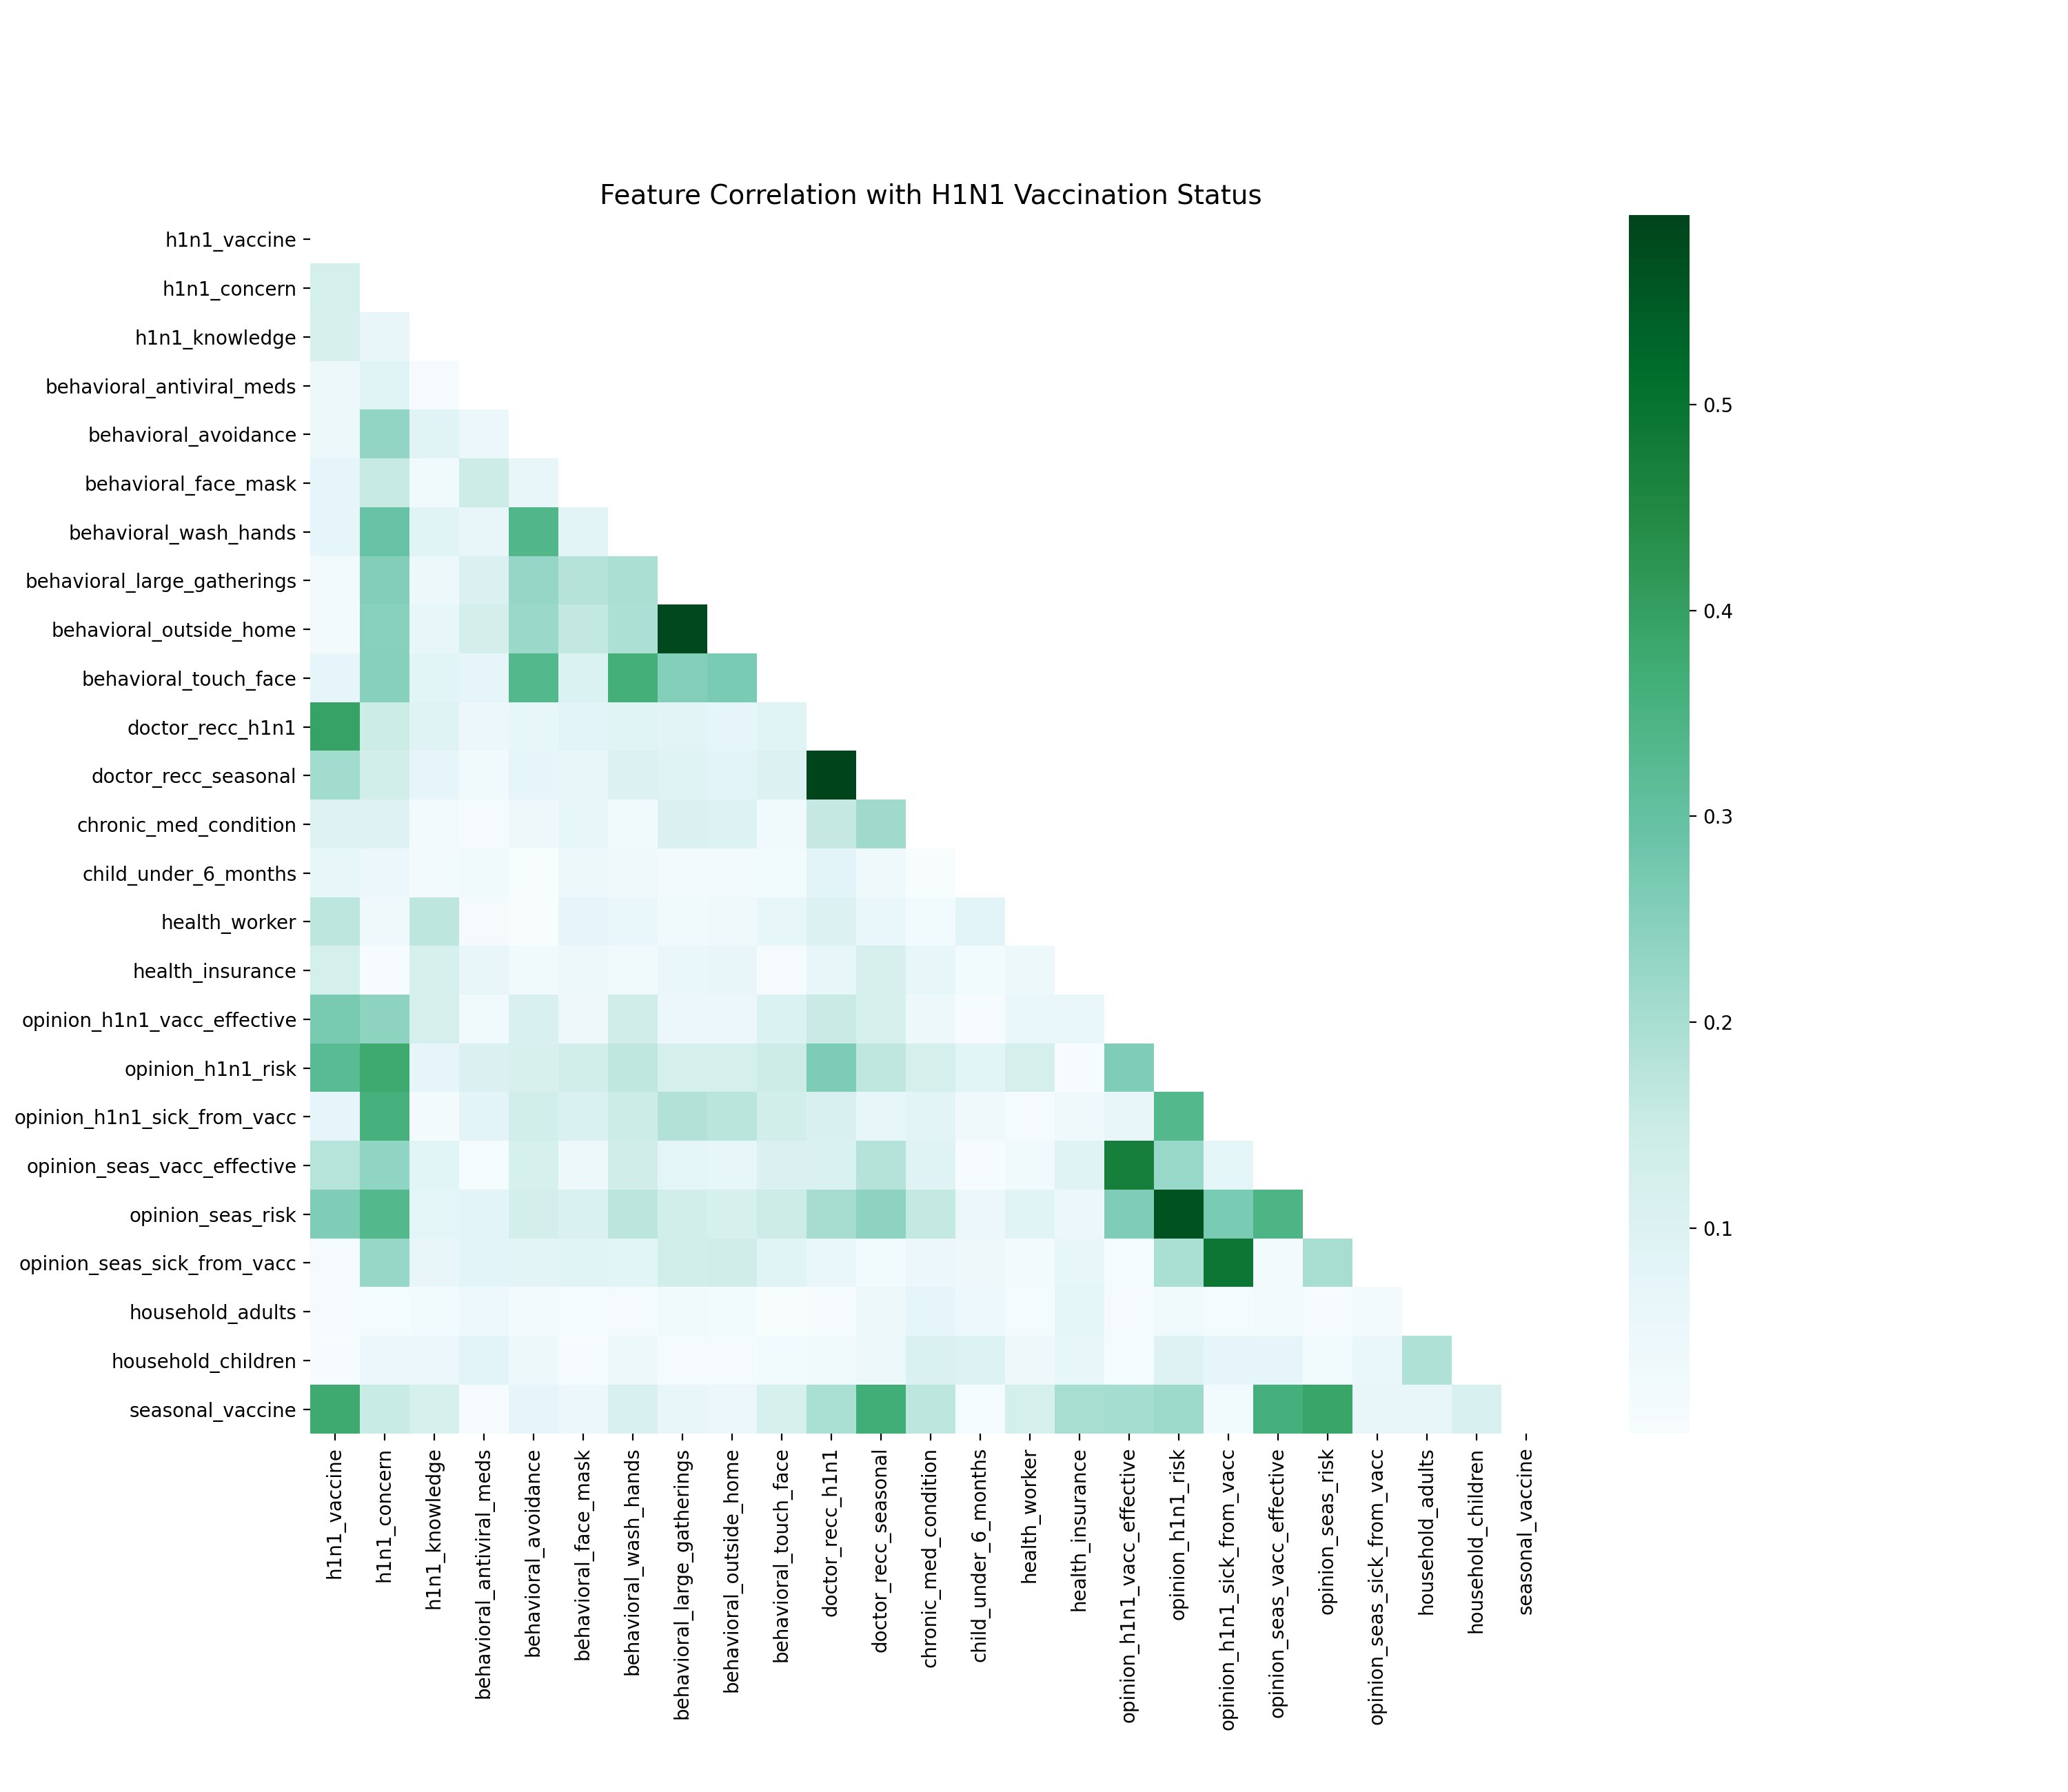 Feature Correlation with H1N1 Vaccination Status
h1n1_vaccine
h1n1_concern
h1n1_knowledge
behavioral_antiviral_meds
behavioral_avoidance
behavioral_face_mask
behavioral_wash_hands
behavioral_large_gatherings
behavioral_outside_home
behavioral_touch_face
doctor_recc_h1n1
doctor_recc_seasonal
chronic_med_condition
child_under_6_months
health_worker
health_insurance
opinion_h1n1_vacc_effective
opinion_h1n1_risk
opinion_h1n1_sick_from_vacc
opinion_seas_vacc_effective
opinion_seas_risk
opinion_seas_sick_from_vacc
household_adults
household_children
seasonal_vaccine
h1n1_vaccine
h1n1_concern
h1n1_knowledge
behavioral_antiviral_meds
behavioral_avoidance
behavioral_face_mask
behavioral_wash_hands
behavioral_large_gatherings
behavioral_outside_home
behavioral_touch_face
doctor_recc_h1n1
doctor_recc_seasonal
chronic_med_condition
child_under_6_months
health_worker
health_insurance
opinion_h1n1_vacc_effective
opinion_h1n1_risk
opinion_h1n1_sick_from_vacc
opinion_seas_vacc_effective
opinion_seas_risk
opinion_seas_sick_from_vacc
household_adults
household_children
seasonal_vaccine
0.5
0.4
0.3
0.2
0.1